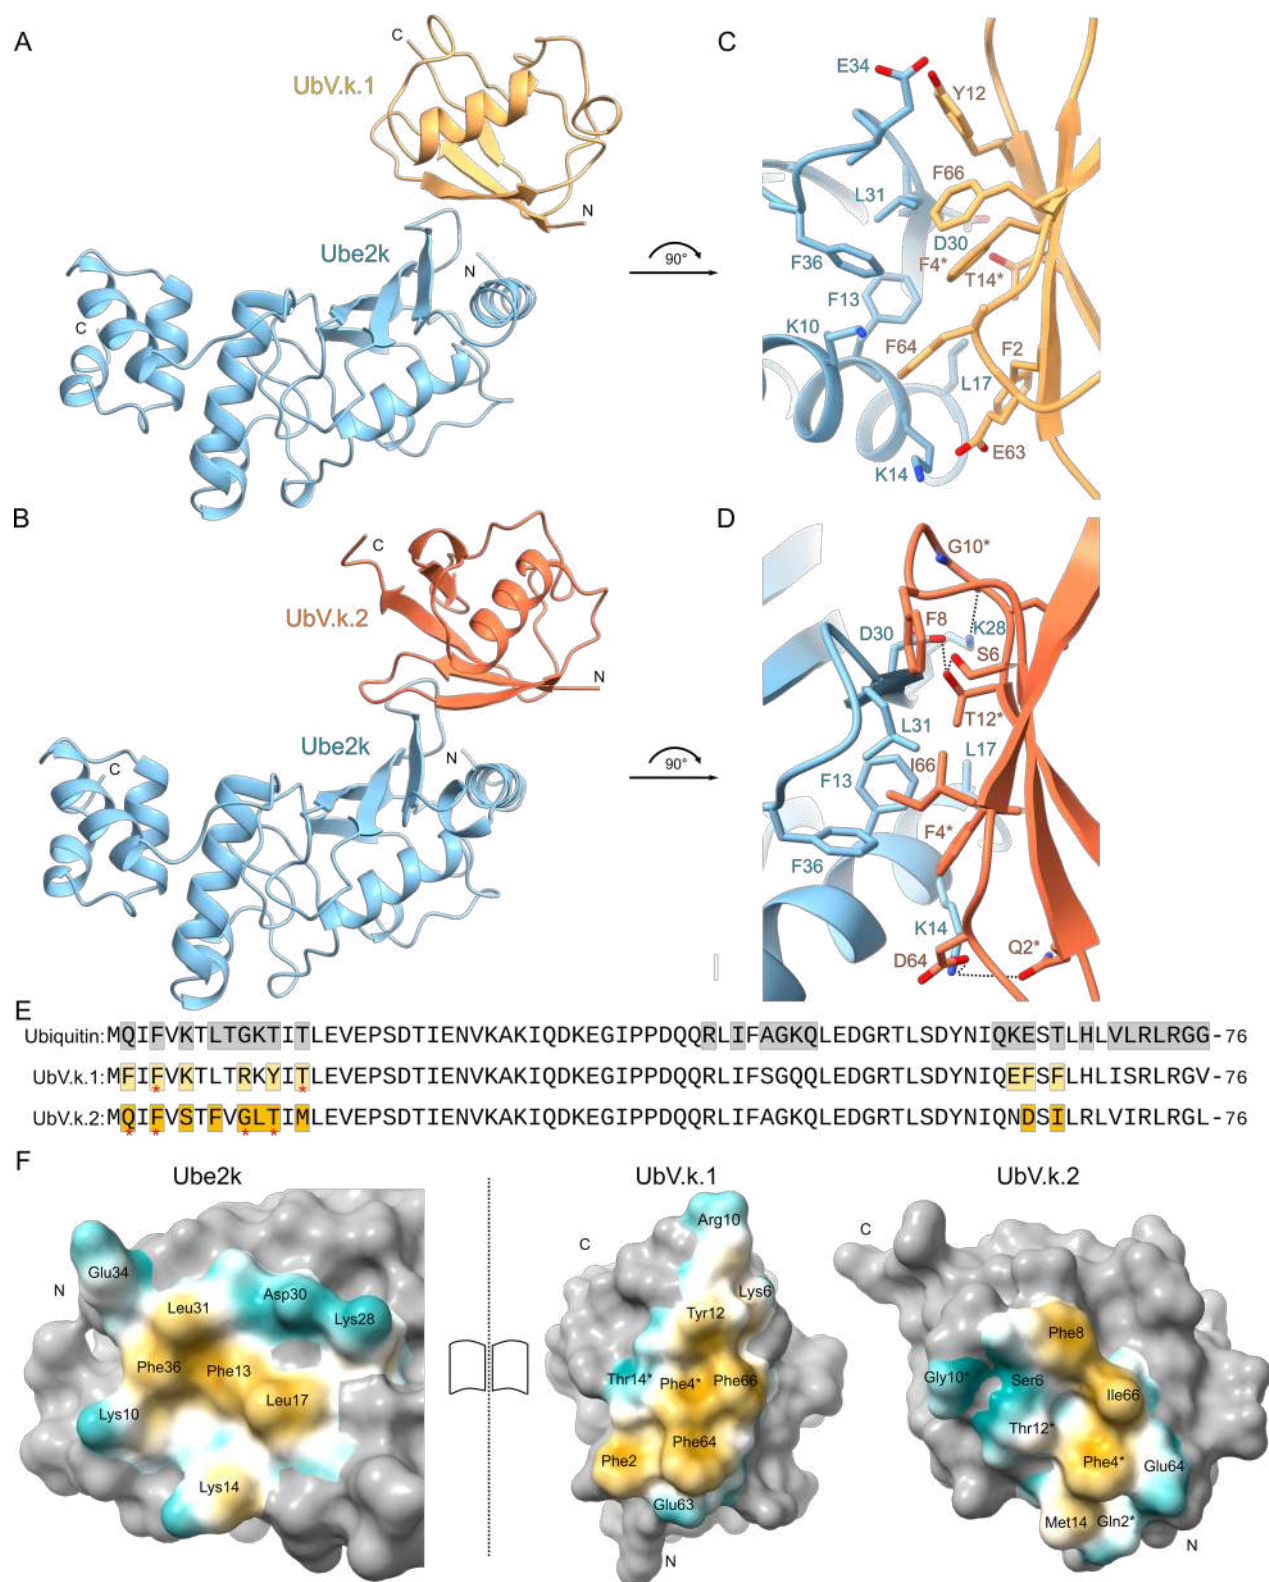 A
C
UbV.k.1
N
Ube2k
N
C
90°
C
E34
Y12
F66
L31
D30
F36
F4*
T14*
F13
K10
F64
F2
L17
E63
K14
B
C
UbV.k.2
N
Ube2k
N
C
90°
D
G10*
F8
D30
K28
S6
T12*
L31
L17
I66
F13
F4*
F36
K14
D64
Q2*
E
Ubiquitin: MQIFVKTLTGKTITLEVEPSDTIENVKAKIQDKEGIPPDQQRLIFAGKQLEDGRTLSDYNIQKESTLHLVLRLRGG-76
UbV.k.1: MFIFVKTLTRKYITLEVEPSDTIENVKAKIQDKEGIPPDQQRLIFSGQQLEDGRTLSDYNIQEFSFLHLISRLRGV-76
* *
UbV.k.2: MQIFVSTFVGLTIMLEVEPSDTIENVKAKIQDKEGIPPDQQRLIFAGKQLEDGRTLSDYNIQNDSILRLVIRLRGL-76
* * * *
F
Ube2k
N
Glu34
Leu31
Asp30
Lys28
Phe36
Phe13
Leu17
Lys10
Lys14
UbV.k.1
C
Arg10
Lys6
Tyr12
Thr14*
Phe4*
Phe66
Phe64
Phe2
Glu63
N
UbV.k.2
C
Phe8
Gly10*
Ser6
Ile66
Thr12*
Phe4*
Glu64
Met14
Gln2*
N